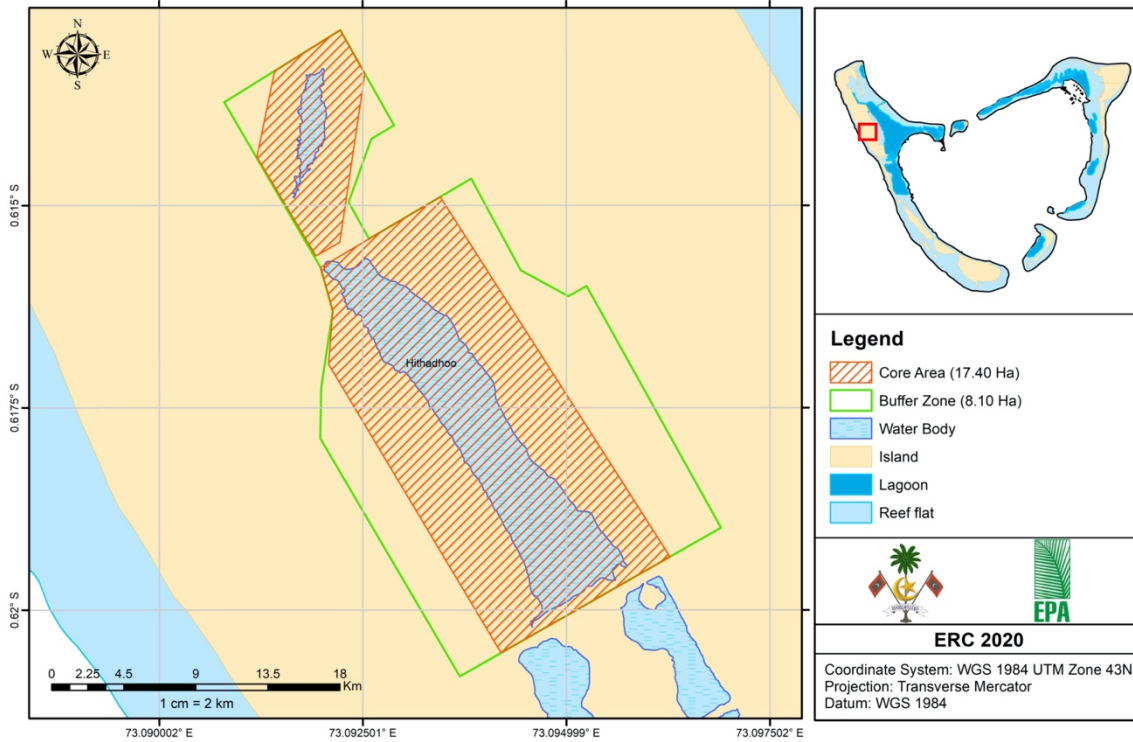 N
W E
S
0.615° S
0.6175° S
0.62° S
Hithadhoo
0 2.25 4.5 9 13.5 18
Km
1 cm = 2 km
73.090002° E 73.092501° E 73.094999° E 73.097502° E
Legend
Core Area (17.40 Ha)
Buffer Zone (8.10 Ha)
Water Body
Island
Lagoon
Reef flat
EPA
ERC 2020
Coordinate System: WGS 1984 UTM Zone 43N
Projection: Transverse Mercator
Datum: WGS 1984